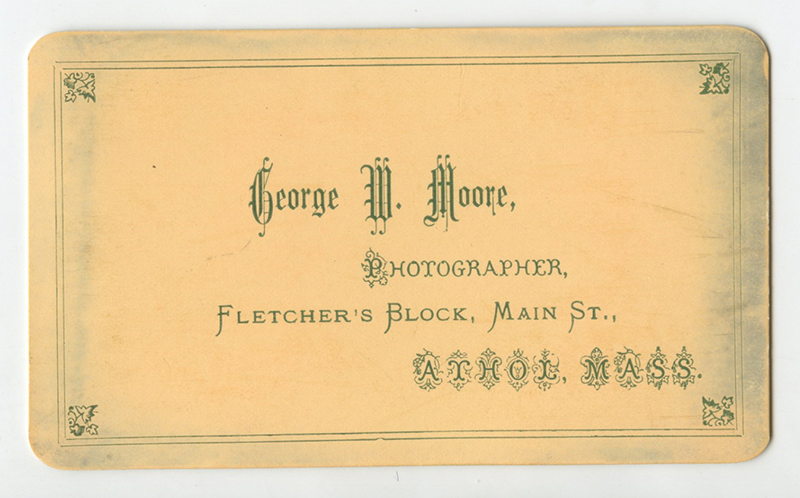 George W. Moore,
Photographer,
Fletcher's Block, Main St.,
Athol, Mass.